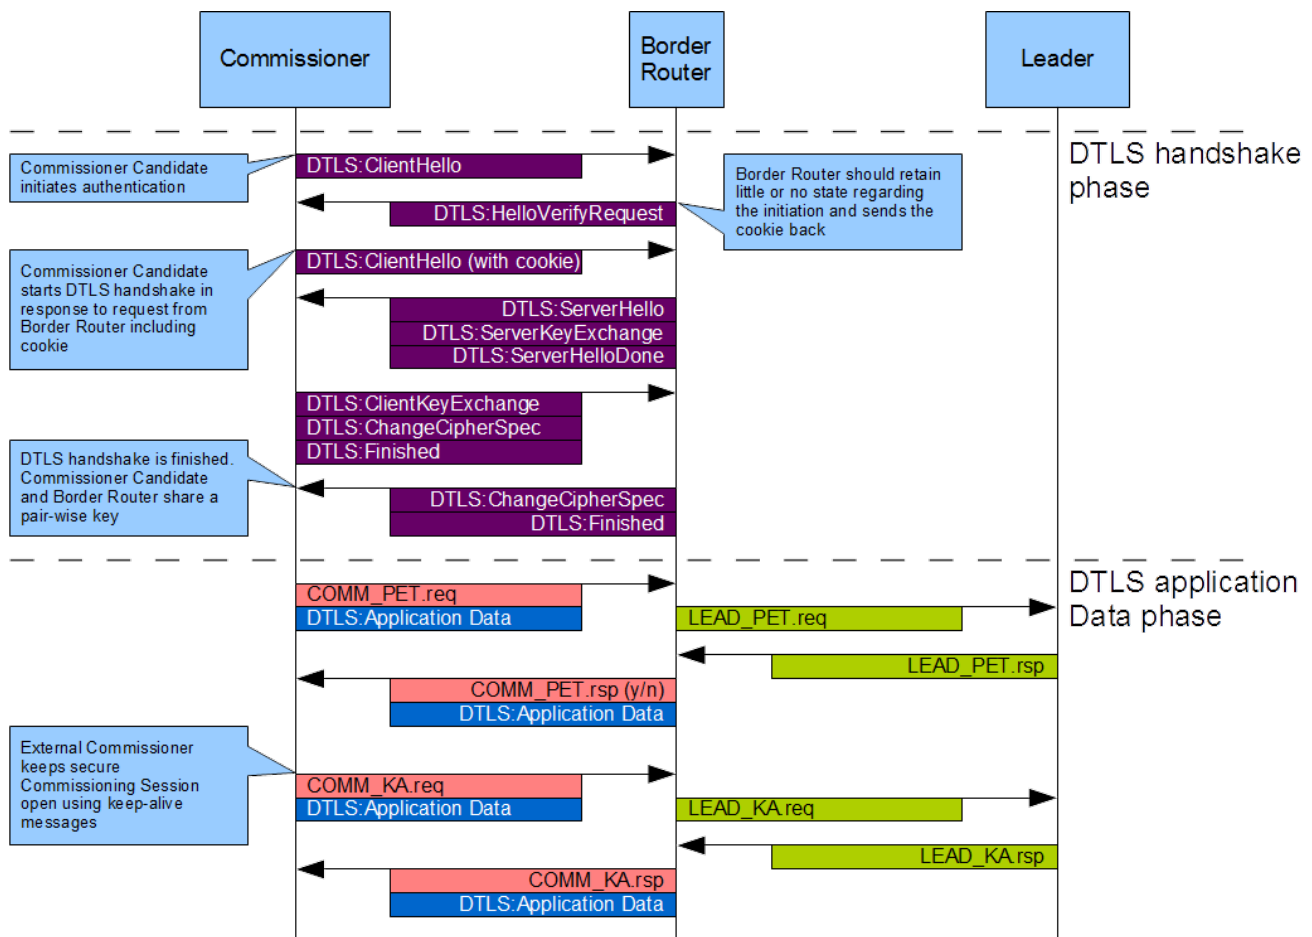 Commissioner
Border
Router
Leader
DTLS handshake
phase
Commissioner Candidate
initiates authentication
DTLS:ClientHello
Border Router should retain
little or no state regarding
the initiation and sends the
cookie back
DTLS:HelloVerifyRequest
Commissioner Candidate
starts DTLS handshake in
response to request from
Border Router including
cookie
DTLS:ClientHello (with cookie)
DTLS:ServerHello
DTLS:ServerKeyExchange
DTLS:ServerHelloDone
DTLS:ClientKeyExchange
DTLS:ChangeCipherSpec
DTLS:Finished
DTLS handshake is finished.
Commissioner Candidate
and Border Router share a
pair-wise key
DTLS:ChangeCipherSpec
DTLS:Finished
DTLS application
Data phase
COMM_PET.req
DTLS:Application Data
LEAD_PET.req
LEAD_PET.rsp
COMM_PET.rsp (y/n)
DTLS:Application Data
External Commissioner
keeps secure
Commissioning Session
open using keep-alive
messages
COMM_KA.req
DTLS:Application Data
LEAD_KA.req
LEAD_KA.rsp
COMM_KA.rsp
DTLS:Application Data